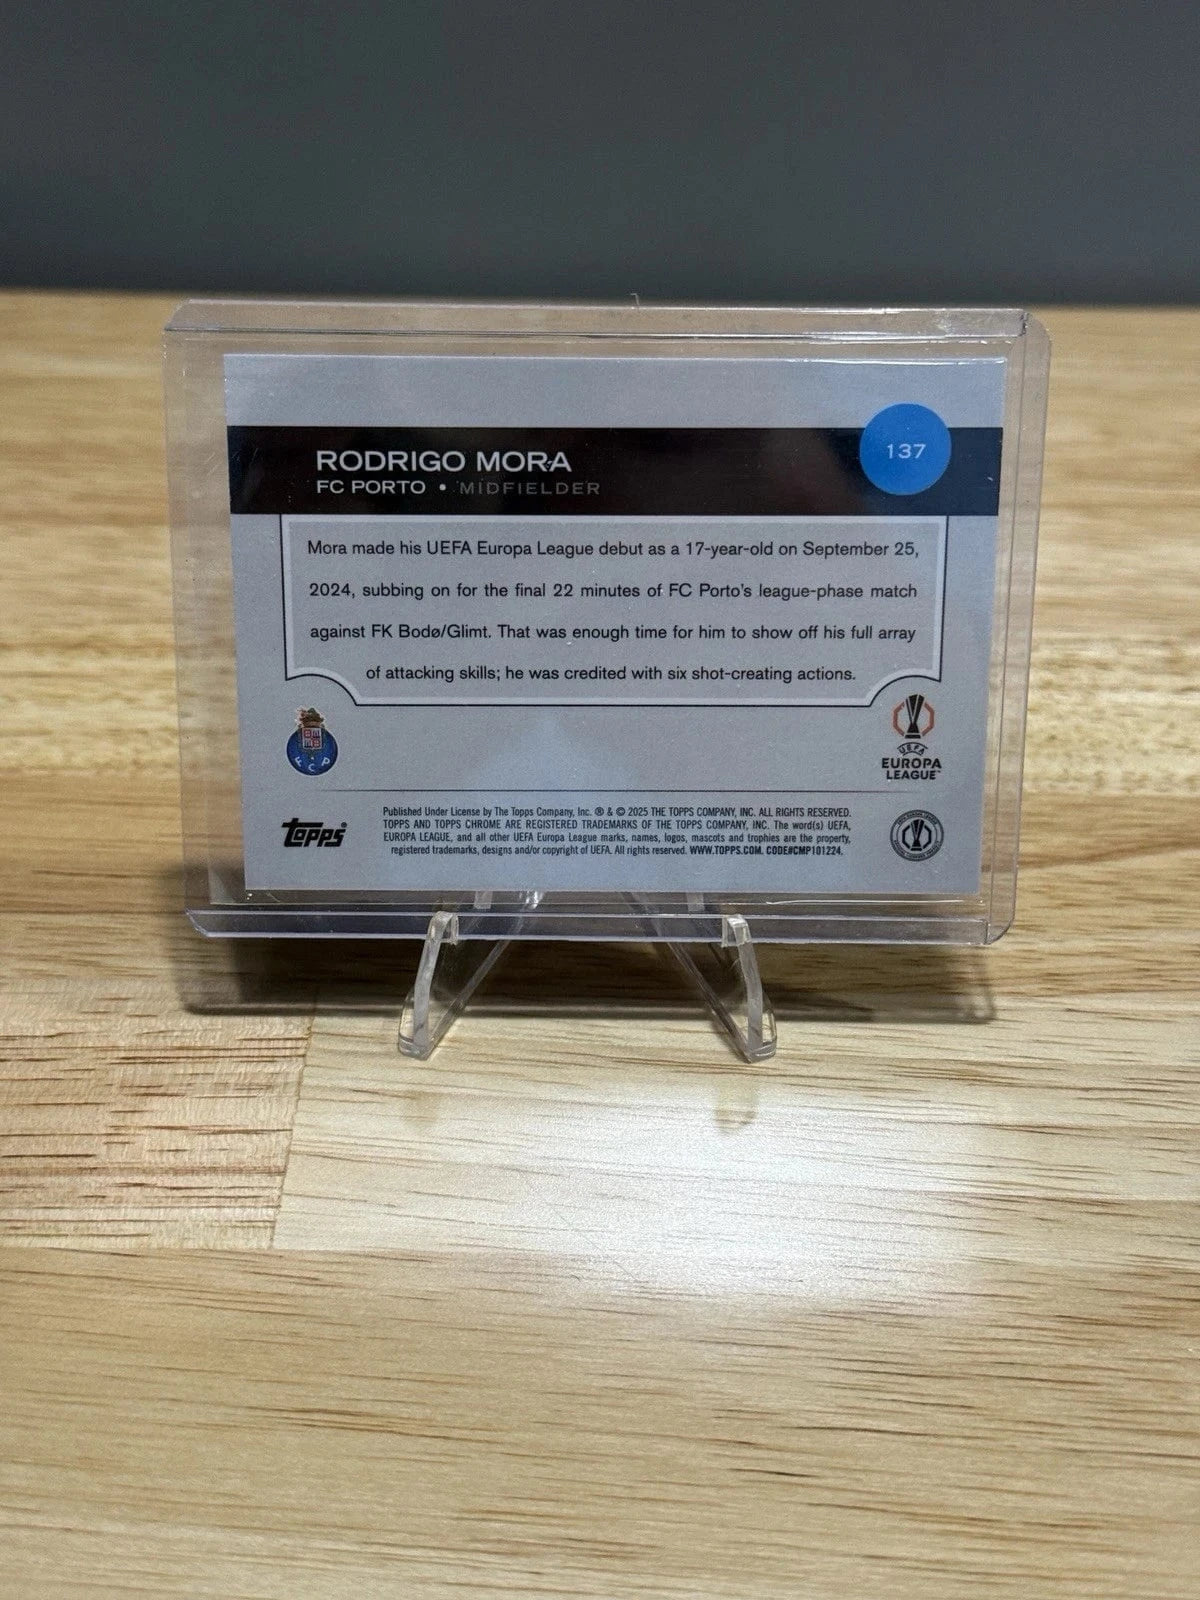 RODRIGO MORA
FC PORTO • MIDFIELDER
137
Mora made his UEFA Europa League debut as a 17-year-old on September 25,
2024, subbing on for the final 22 minutes of FC Porto's league-phase match
against FK Bodø/Glimt. That was enough time for him to show off his full array
of attacking skills; he was credited with six shot-creating actions.
FCP
UEFA
EUROPA
LEAGUE™
topps®
Published Under License by The Topps Company, Inc. ® & © 2025 THE TOPPS COMPANY, INC. ALL RIGHTS RESERVED.
TOPPS AND TOPPS CHROME ARE REGISTERED TRADEMARKS OF THE TOPPS COMPANY, INC. The word(s) UEFA,
EUROPA LEAGUE, and all other UEFA Europa League marks, names, logos, mascots and trophies are the property,
registered trademarks, designs and/or copyright of UEFA. All rights reserved. WWW.TOPPS.COM. CODE#CMP101224.